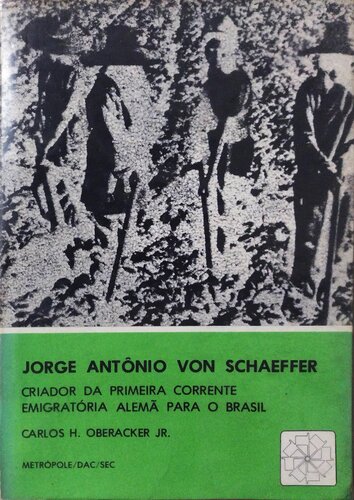 JORGE ANTÔNIO VON SCHAEFFER
CRIADOR DA PRIMEIRA CORRENTE
EMIGRATÓRIA ALEMÃ PARA O BRASIL
CARLOS H. OBERACKER JR.
METRÓPOLE/DAC/SEC